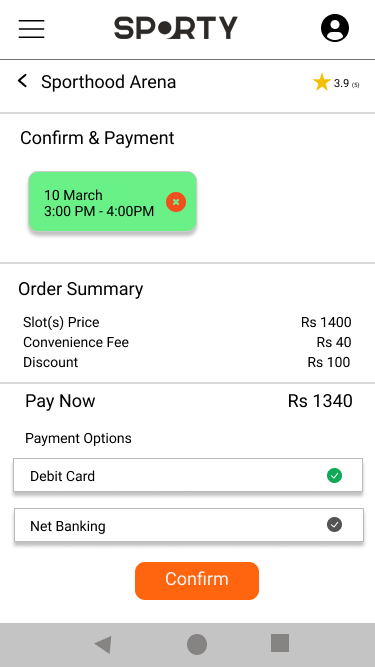 SPORTY
Sporthood Arena
3.9 (5)
Confirm & Payment
10 March
3:00 PM - 4:00PM
Order Summary
Slot(s) Price Rs 1400
Convenience Fee Rs 40
Discount Rs 100
Pay Now Rs 1340
Payment Options
Debit Card
Net Banking
Confirm